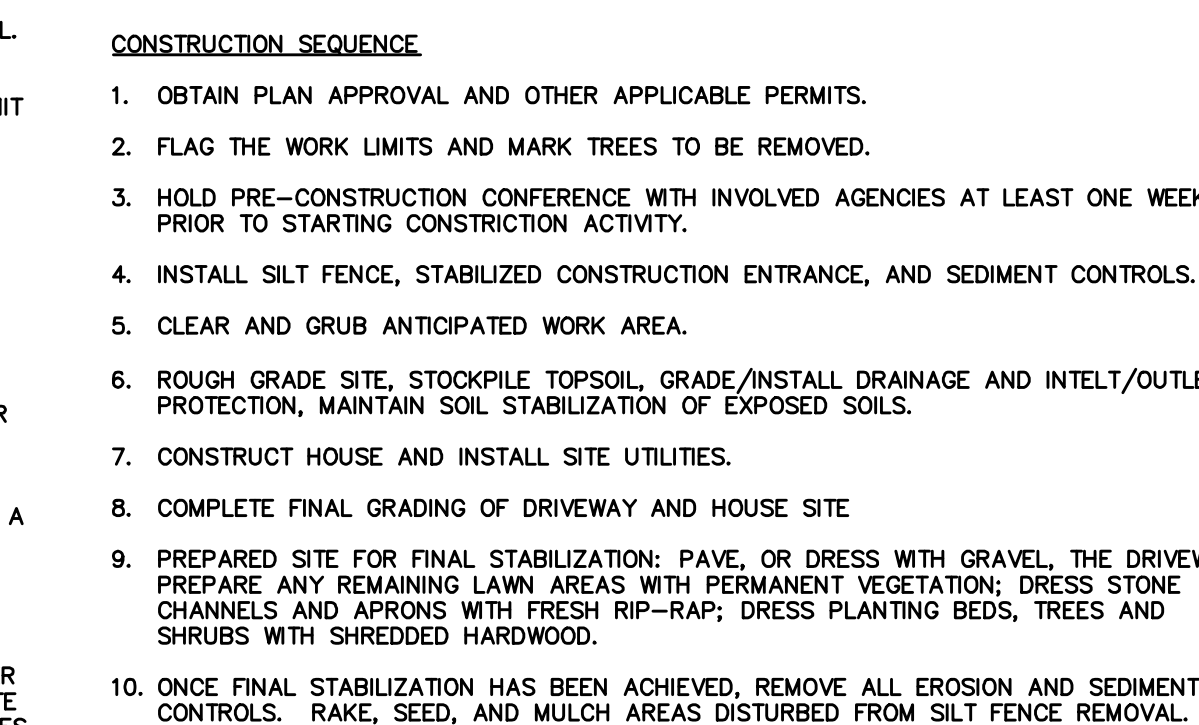 L.
CONSTRUCTION SEQUENCE
1. OBTAIN PLAN APPROVAL AND OTHER APPLICABLE PERMITS.
2. FLAG THE WORK LIMITS AND MARK TREES TO BE REMOVED.
3. HOLD PRE-CONSTRUCTION CONFERENCE WITH INVOLVED AGENCIES AT LEAST ONE WEEK
PRIOR TO STARTING CONSTRICTION ACTIVITY.
4. INSTALL SILT FENCE, STABILIZED CONSTRUCTION ENTRANCE, AND SEDIMENT CONTROLS.
5. CLEAR AND GRUB ANTICIPATED WORK AREA.
6. ROUGH GRADE SITE, STOCKPILE TOPSOIL, GRADE/INSTALL DRAINAGE AND INTELT/OUTLE
PROTECTION, MAINTAIN SOIL STABILIZATION OF EXPOSED SOILS.
R
7. CONSTRUCT HOUSE AND INSTALL SITE UTILITIES.
A
8. COMPLETE FINAL GRADING OF DRIVEWAY AND HOUSE SITE
9. PREPARED SITE FOR FINAL STABILIZATION: PAVE, OR DRESS WITH GRAVEL, THE DRIVEW
PREPARE ANY REMAINING LAWN AREAS WITH PERMANENT VEGETATION; DRESS STONE
CHANNELS AND APRONS WITH FRESH RIP-RAP; DRESS PLANTING BEDS, TREES AND
SHRUBS WITH SHREDDED HARDWOOD.
R
10. ONCE FINAL STABILIZATION HAS BEEN ACHIEVED, REMOVE ALL EROSION AND SEDIMENT
CONTROLS. RAKE, SEED, AND MULCH AREAS DISTURBED FROM SILT FENCE REMOVAL.